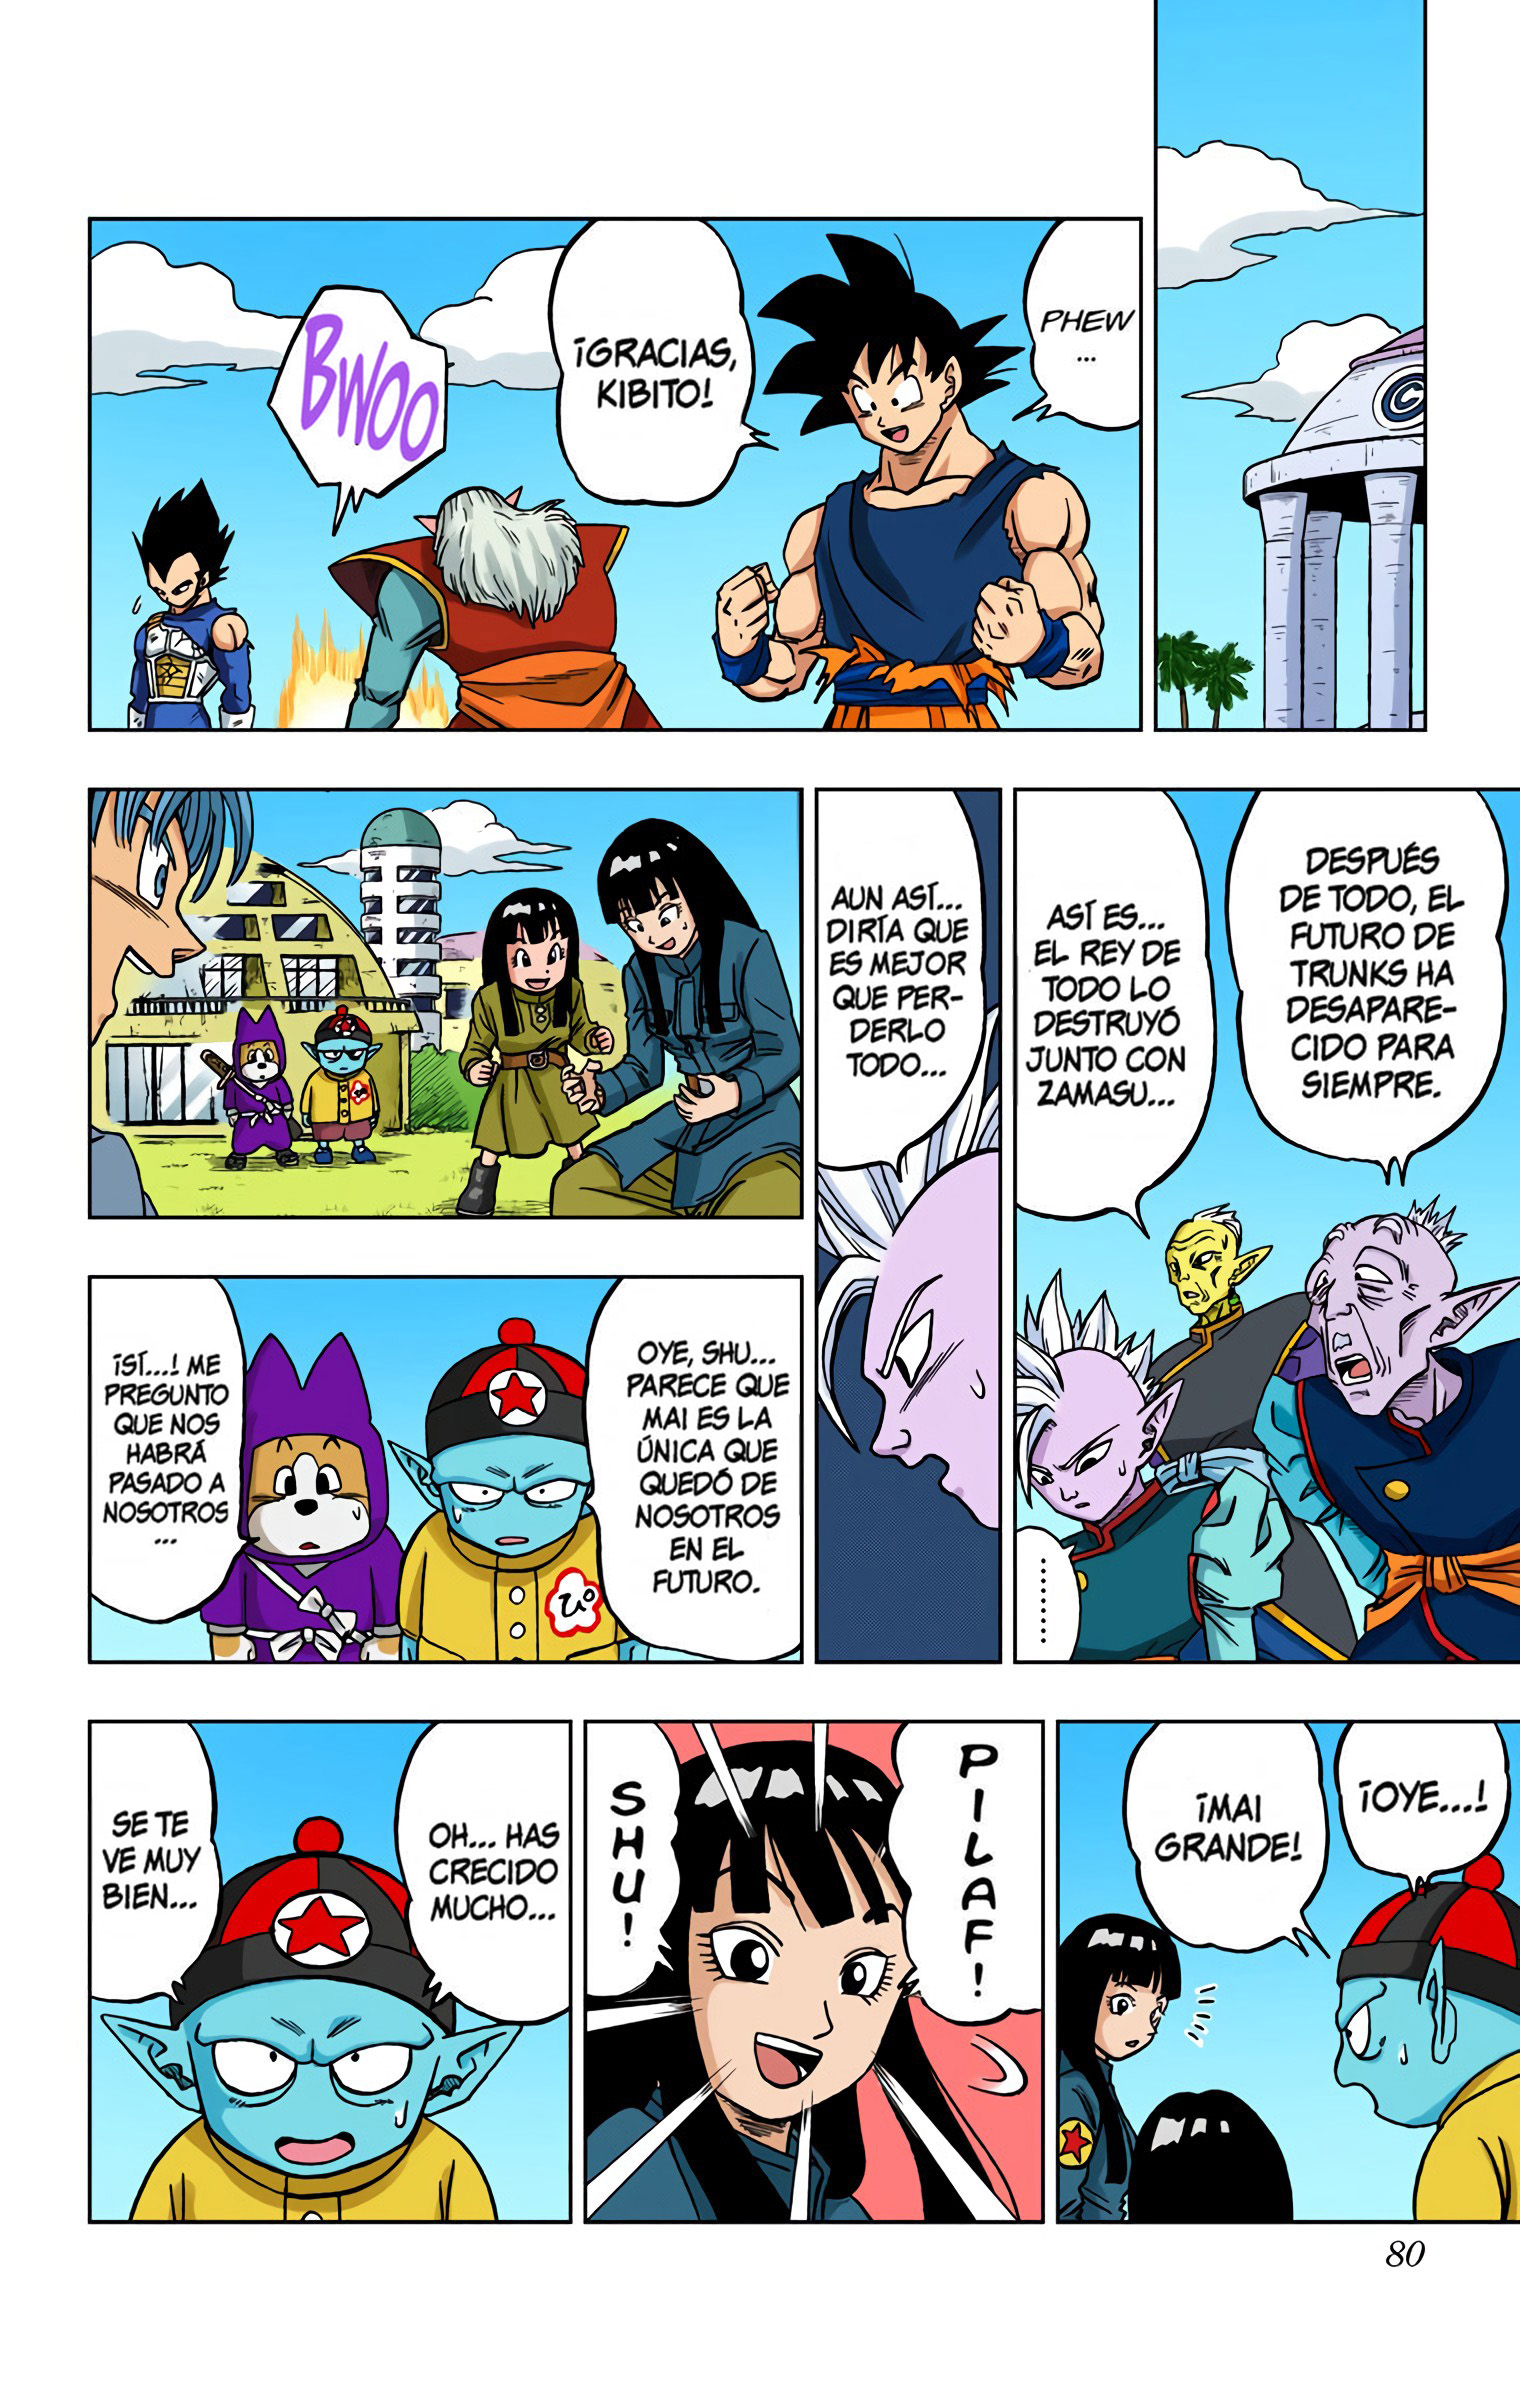 PHEW
...
¡GRACIAS,
KIBITO!
BWOO
DESPUÉS
DE TODO, EL
FUTURO DE
TRUNKS HA
DESAPARE-
CIDO PARA
SIEMPRE.
ASÍ ES...
EL REY DE
TODO LO
DESTRUYÓ
JUNTO CON
ZAMASU...
.........
AUN ASÍ...
DIRÍA QUE
ES MEJOR
QUE PER-
DERLO
TODO...
OYE, SHU...
PARECE QUE
MAI ES LA
ÚNICA QUE
QUEDÓ DE
NOSOTROS
EN EL
FUTURO.
ぴ
¡SÍ...! ME
PREGUNTO
QUE NOS
HABRÁ
PASADO A
NOSOTROS
...
¡OYE...!
¡MAI
GRANDE!
PILAF!
SHU!
OH... HAS
CRECIDO
MUCHO...
SE TE
VE MUY
BIEN...
80